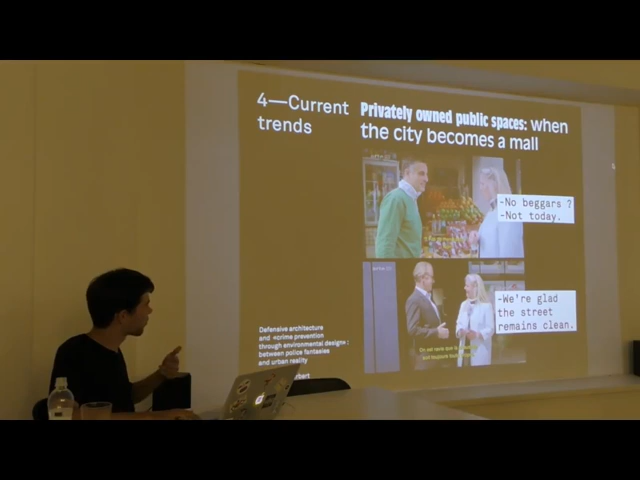 4—Current
trends
Privately owned public spaces: when
the city becomes a mall
-No beggars ?
-Not today.
-We're glad
the street
remains clean.
Defensive architecture
and «crime prevention
through environmental design» :
between police fantasies
and urban reality